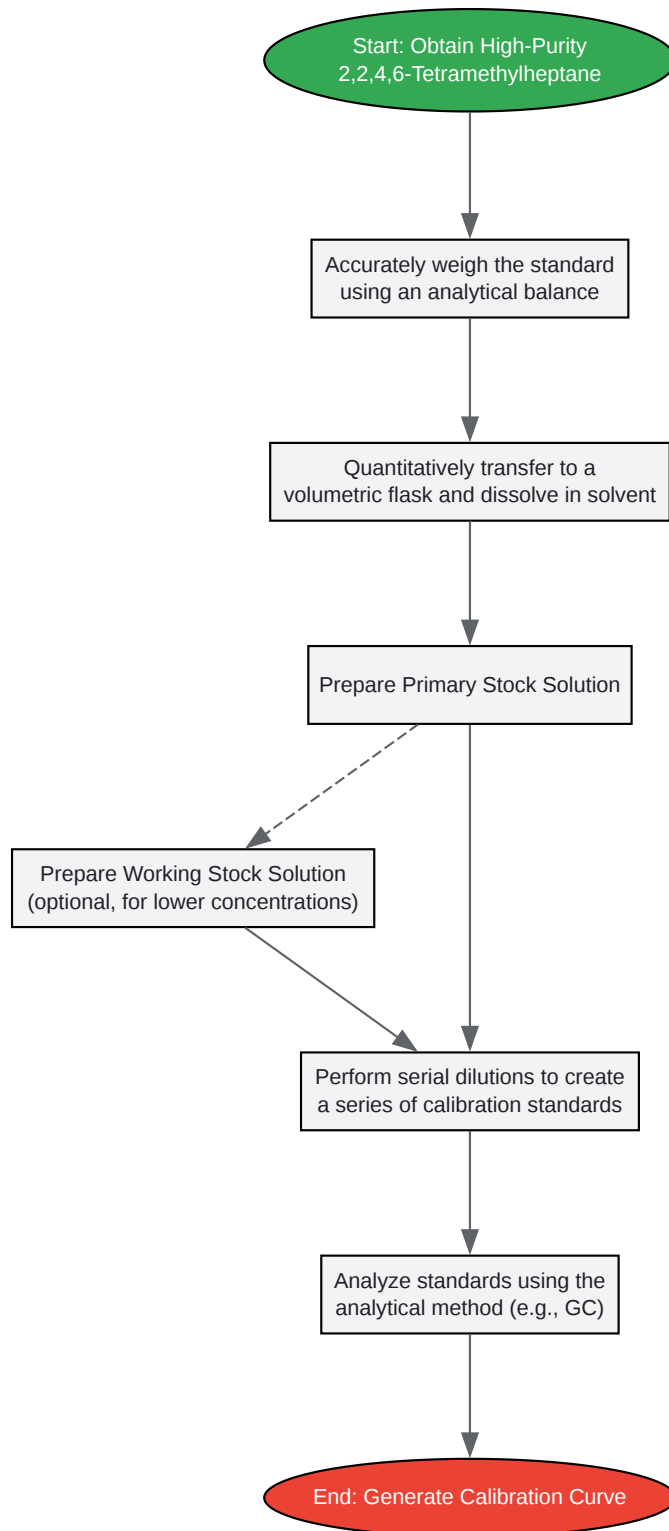 Start: Obtain High-Purity
2,2,4,6-Tetramethylheptane
Accurately weigh the standard
using an analytical balance
Quantitatively transfer to a
volumetric flask and dissolve in solvent
Prepare Primary Stock Solution
Prepare Working Stock Solution
(optional, for lower concentrations)
Perform serial dilutions to create
a series of calibration standards
Analyze standards using the
analytical method (e.g., GC)
End: Generate Calibration Curve